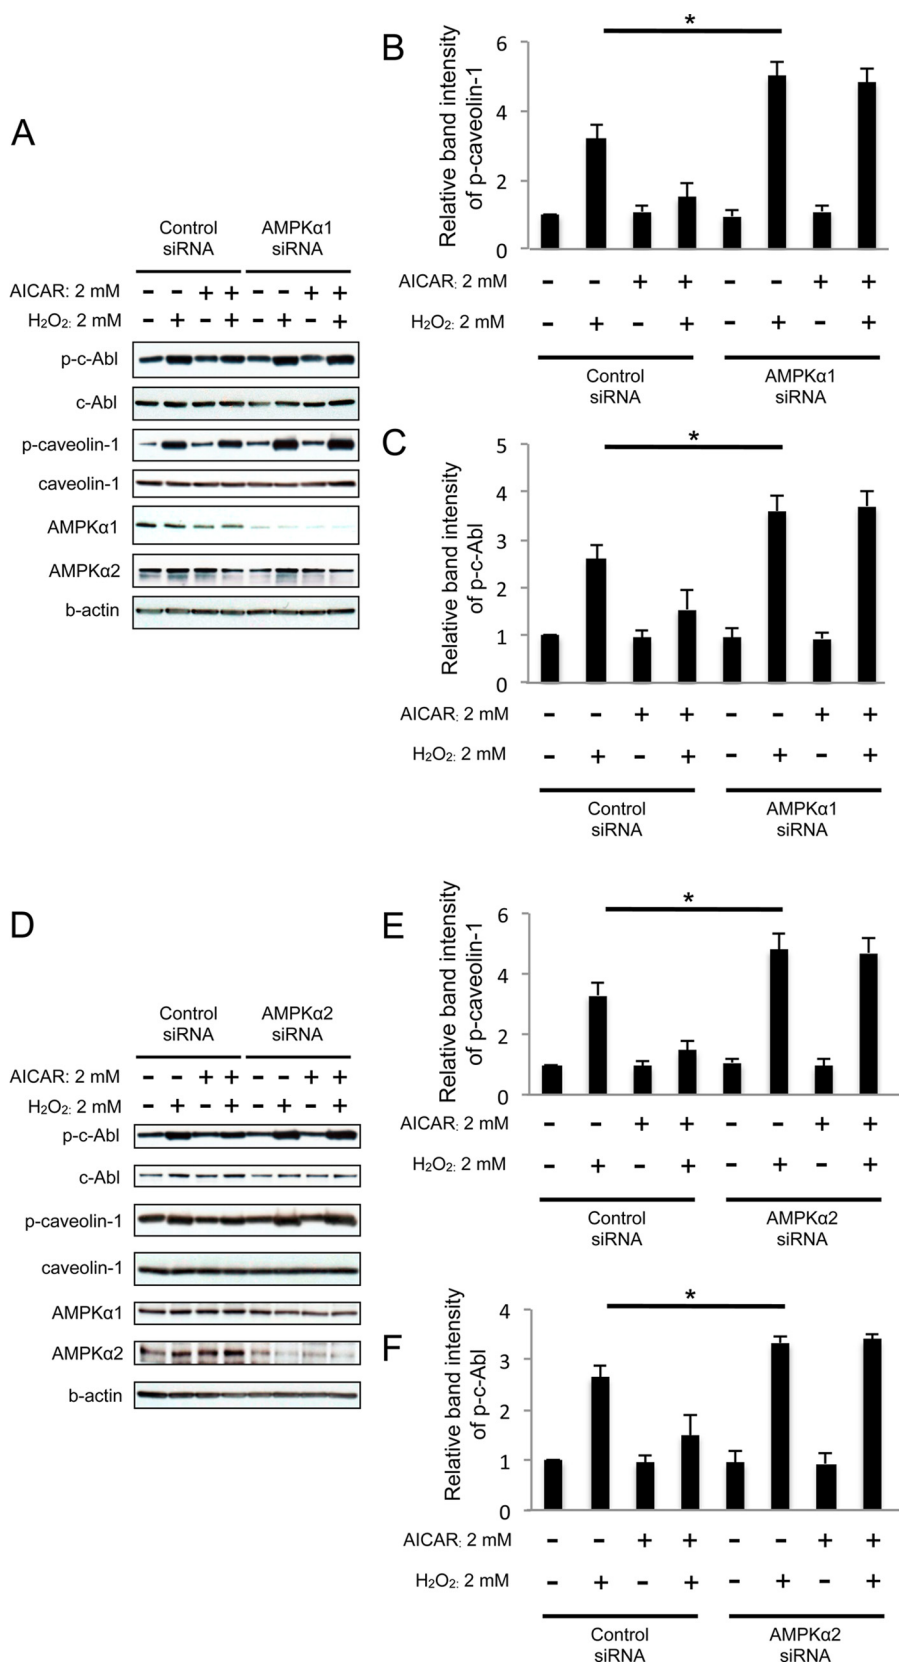 A
Control
siRNA
AMPKα1
siRNA
AICAR: 2 mM - - + + - - + +
H₂O₂: 2 mM - + - + - + - +
p-c-Abl
c-Abl
p-caveolin-1
caveolin-1
AMPKα1
AMPKα2
b-actin
B
Relative band intensity
of p-caveolin-1
*
6
4
2
0
AICAR: 2 mM - - + + - - + +
H₂O₂: 2 mM - + - + - + - +
Control
siRNA
AMPKα1
siRNA
C
Relative band intensity
of p-c-Abl
*
5
4
3
2
1
0
AICAR: 2 mM - - + + - - + +
H₂O₂: 2 mM - + - + - + - +
Control
siRNA
AMPKα1
siRNA
D
Control
siRNA
AMPKα2
siRNA
AICAR: 2 mM - - + + - - + +
H₂O₂: 2 mM - + - + - + - +
p-c-Abl
c-Abl
p-caveolin-1
caveolin-1
AMPKα1
AMPKα2
b-actin
E
Relative band intensity
of p-caveolin-1
*
6
4
2
0
AICAR: 2 mM - - + + - - + +
H₂O₂: 2 mM - + - + - + - +
Control
siRNA
AMPKα2
siRNA
F
Relative band intensity
of p-c-Abl
*
4
3
2
1
0
AICAR: 2 mM - - + + - - + +
H₂O₂: 2 mM - + - + - + - +
Control
siRNA
AMPKα2
siRNA